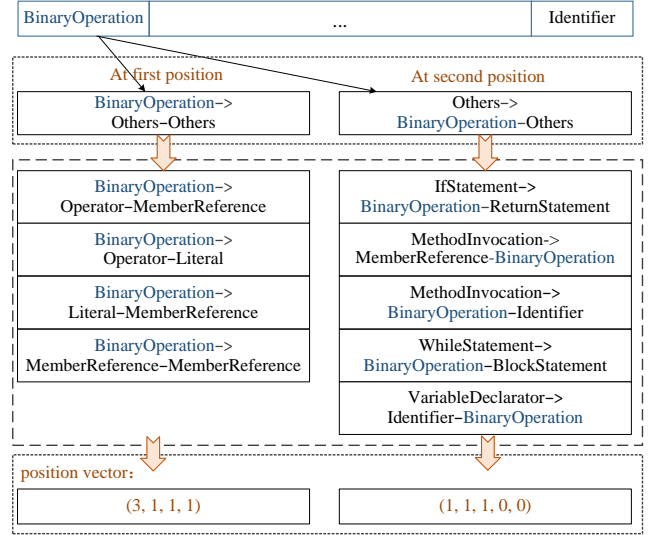 BinaryOperation ... Identifier
At first position
At second position
BinaryOperation->
Others-Others
Others->
BinaryOperation-Others
BinaryOperation->
Operator-MemberReference
BinaryOperation->
Operator-Literal
BinaryOperation->
Literal-MemberReference
BinaryOperation->
MemberReference-MemberReference
IfStatement->
BinaryOperation-ReturnStatement
MethodInvocation->
MemberReference-BinaryOperation
MethodInvocation->
BinaryOperation-Identifier
WhileStatement->
BinaryOperation-BlockStatement
VariableDeclarator->
Identifier-BinaryOperation
position vector:
(3, 1, 1, 1)
(1, 1, 1, 0, 0)